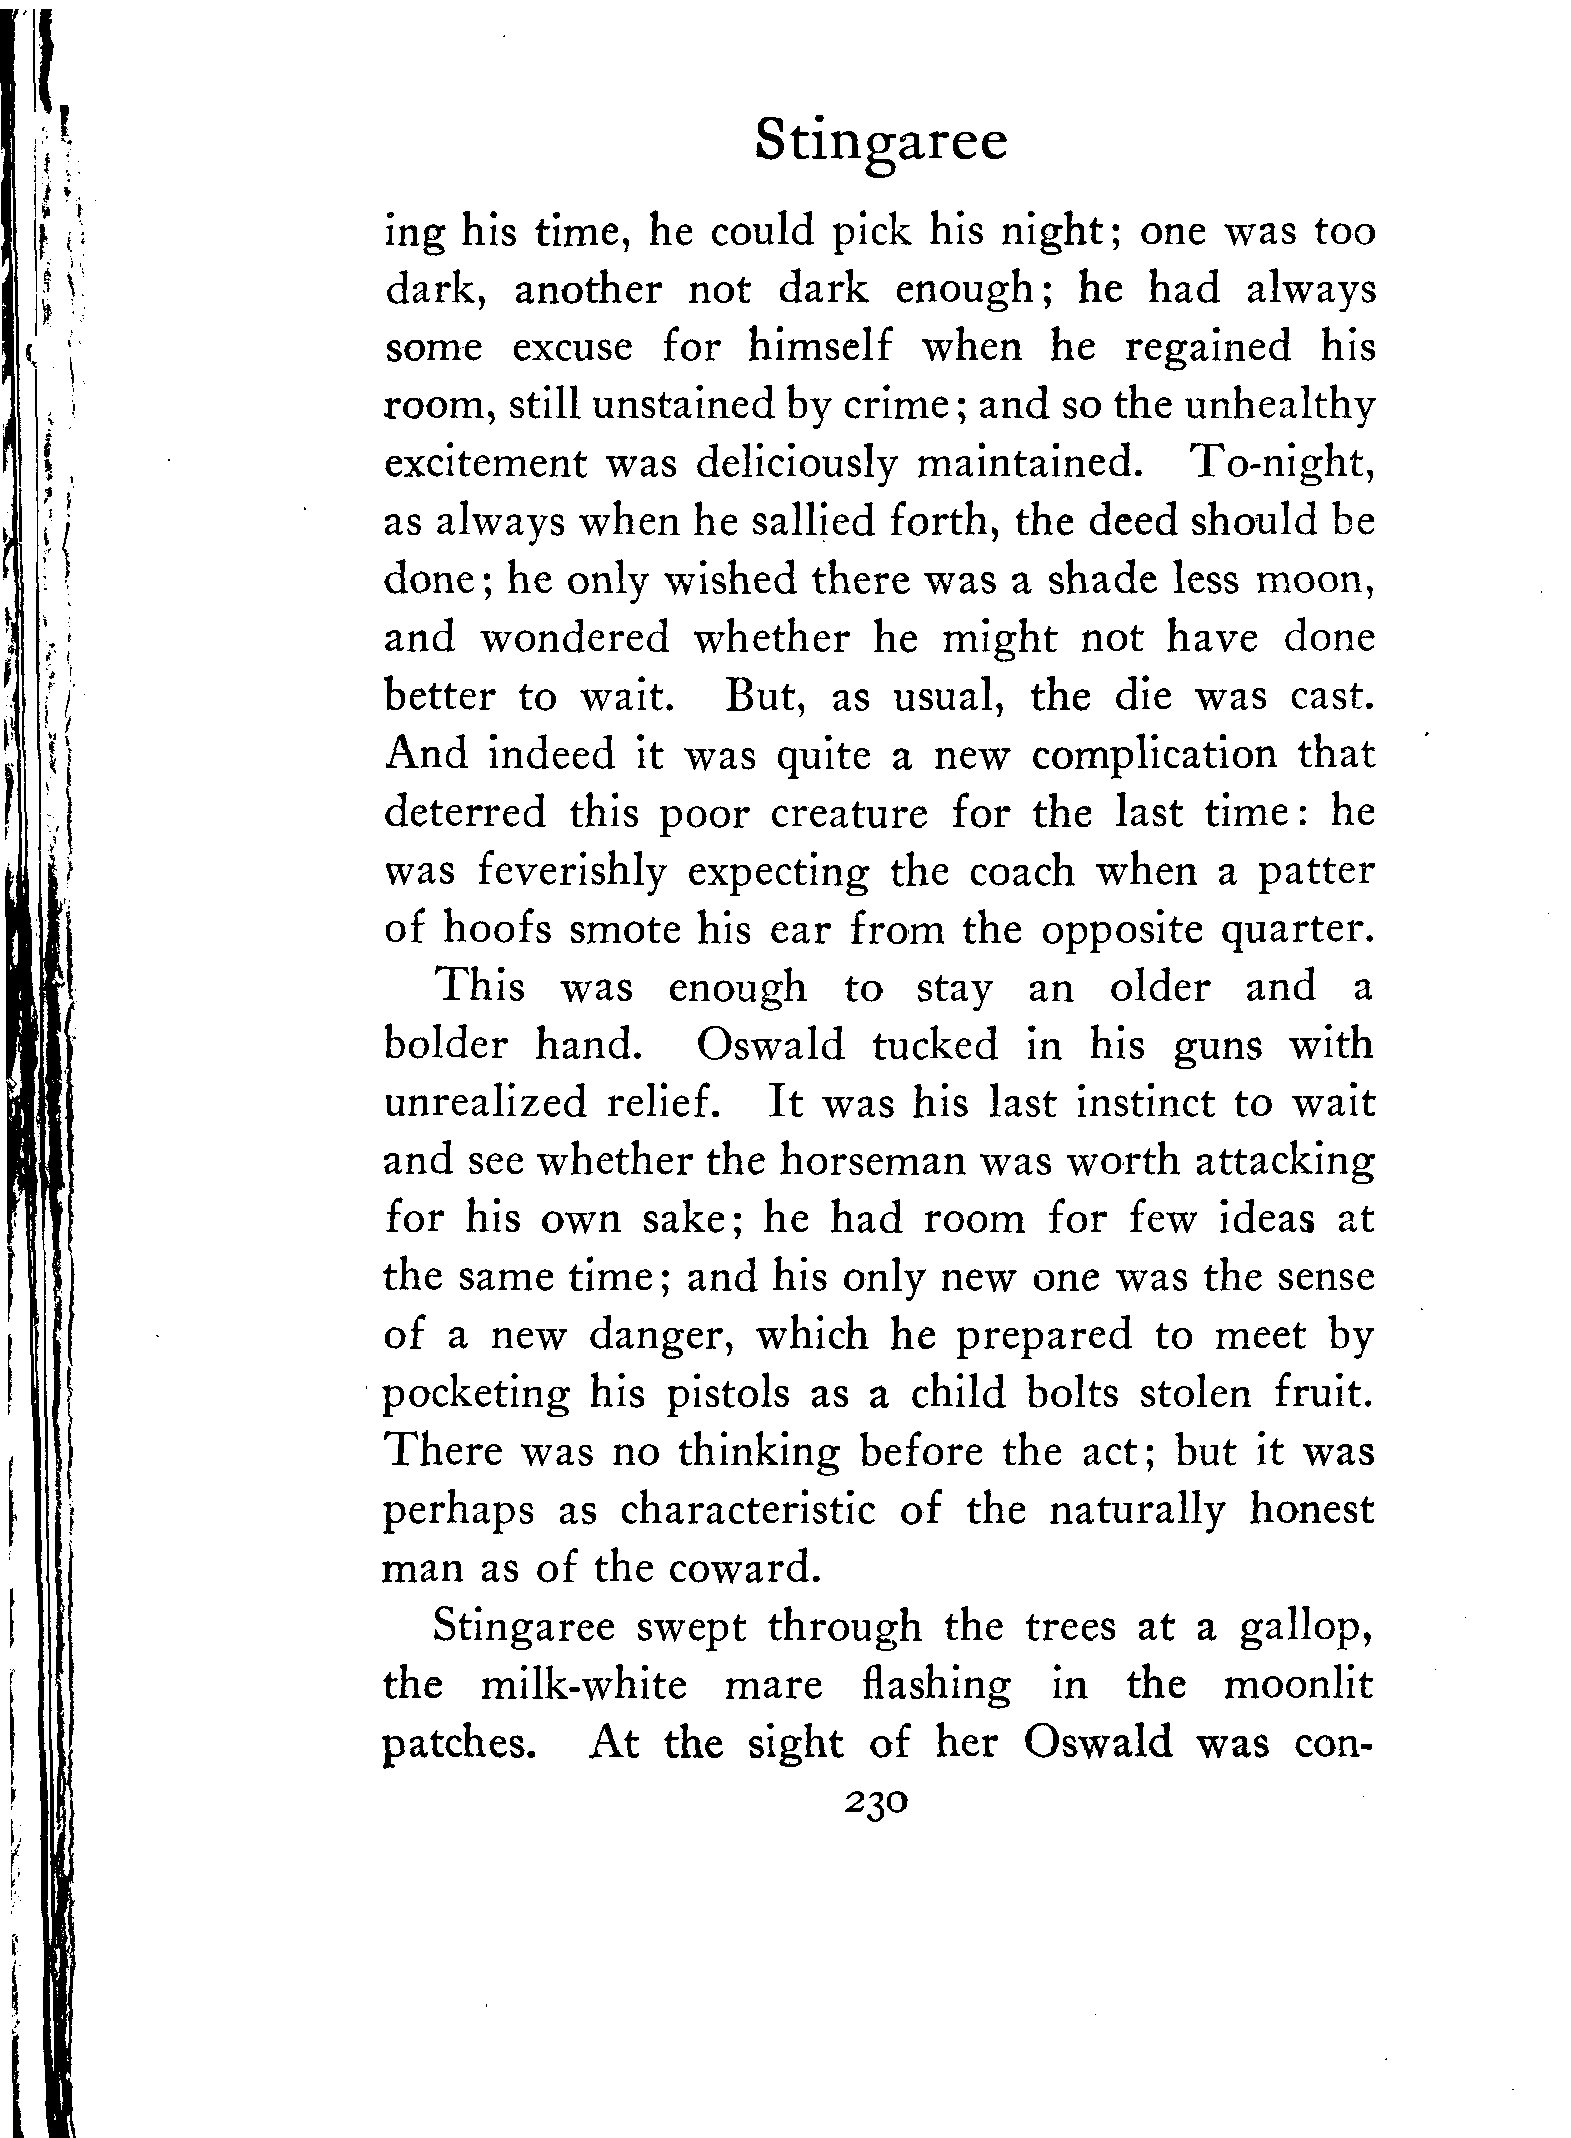 Stingaree
ing his time, he could pick his night; one was too
dark, another not dark enough; he had always
some excuse for himself when he regained his
room, still unstained by crime; and so the unhealthy
excitement was deliciously maintained. To-night,
as always when he sallied forth, the deed should be
done; he only wished there was a shade less moon,
and wondered whether he might not have done
better to wait. But, as usual, the die was cast.
And indeed it was quite a new complication that
deterred this poor creature for the last time: he
was feverishly expecting the coach when a patter
of hoofs smote his ear from the opposite quarter.
This was enough to stay an older and a
bolder hand. Oswald tucked in his guns with
unrealized relief. It was his last instinct to wait
and see whether the horseman was worth attacking
for his own sake; he had room for few ideas at
the same time; and his only new one was the sense
of a new danger, which he prepared to meet by
pocketing his pistols as a child bolts stolen fruit.
There was no thinking before the act; but it was
perhaps as characteristic of the naturally honest
man as of the coward.
Stingaree swept through the trees at a gallop,
the milk-white mare flashing in the moonlit
patches. At the sight of her Oswald was con-
230